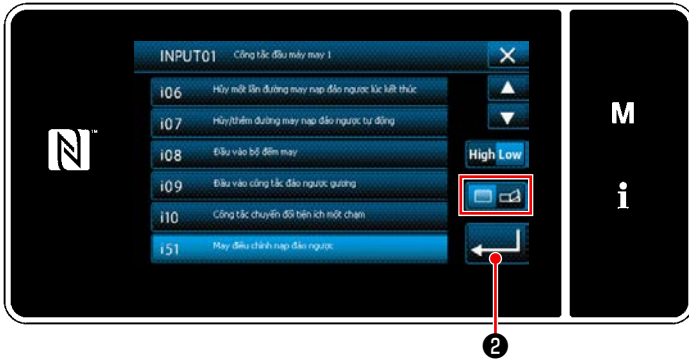 INPUT01 Công tắc đầu máy may 1
i06 Hủy một lần đường may nạp đảo ngược lúc kết thúc
i07 Hủy/thêm đường may nạp đảo ngược tự động
i08 Đầu vào bộ đếm may
i09 Đầu vào công tắc đảo ngược gương
i10 Công tắc chuyển đổi tiện ích một chạm
i51 May điều chỉnh nạp đảo ngược
High Low
M
i
N
❷